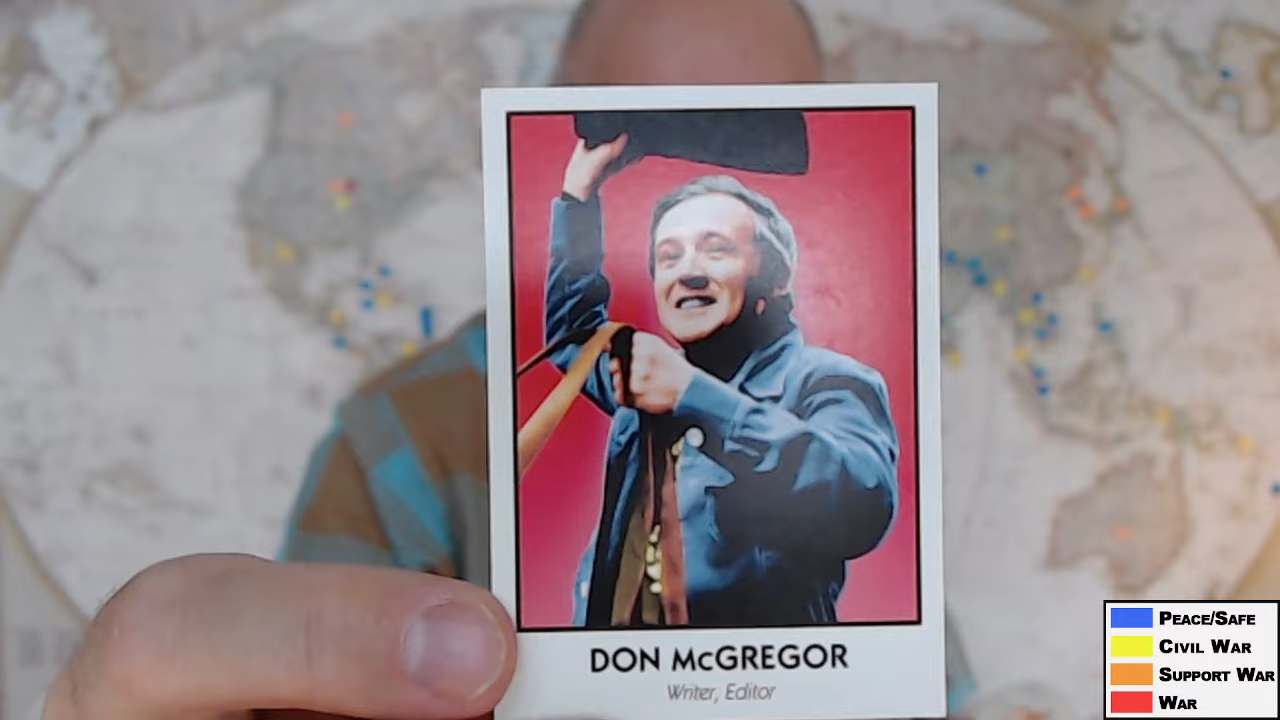 DON McGREGOR
Writer, Editor
PEACE/SAFE
CIVIL WAR
SUPPORT WAR
WAR